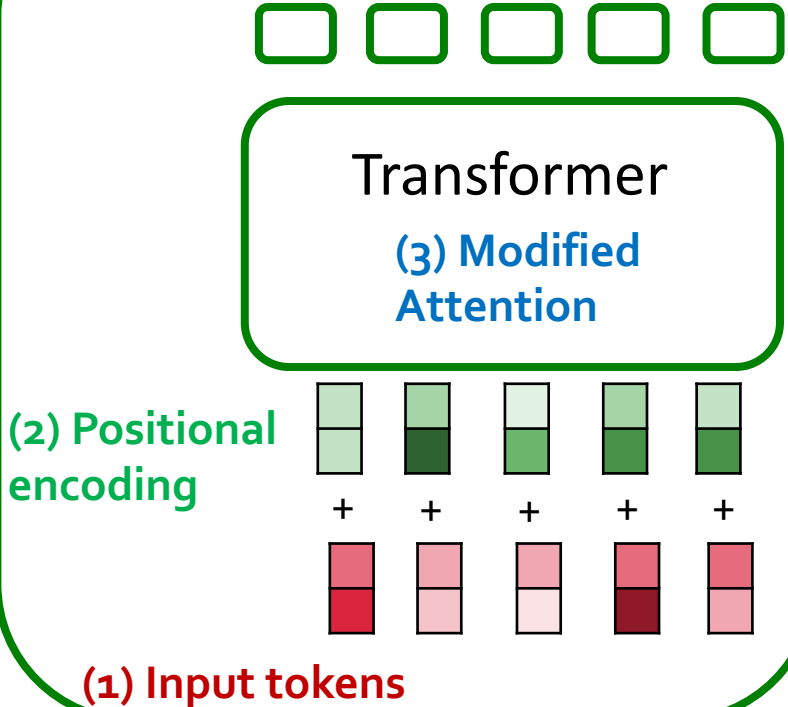 Transformer
(3) Modified
Attention
(2) Positional
encoding
+ + + + +
(1) Input tokens